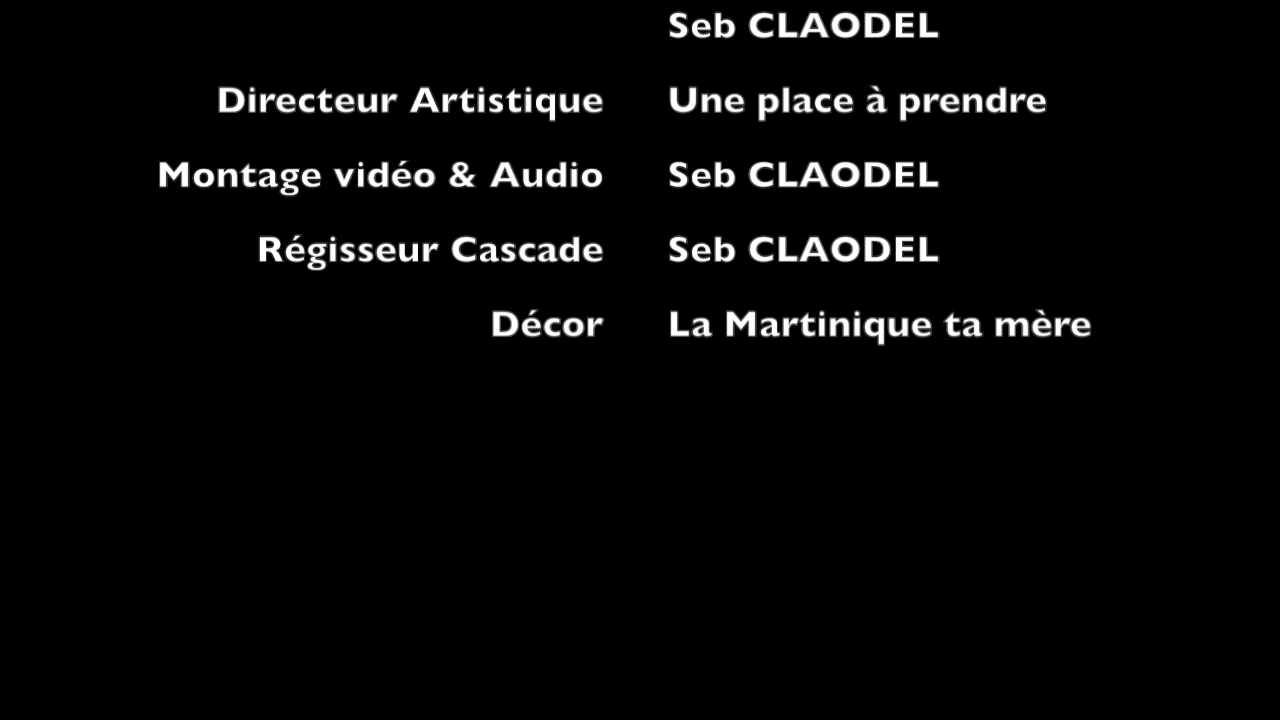 Seb CLAODEL
Directeur Artistique Une place à prendre
Montage vidéo & Audio Seb CLAODEL
Régisseur Cascade Seb CLAODEL
Décor La Martinique ta mère